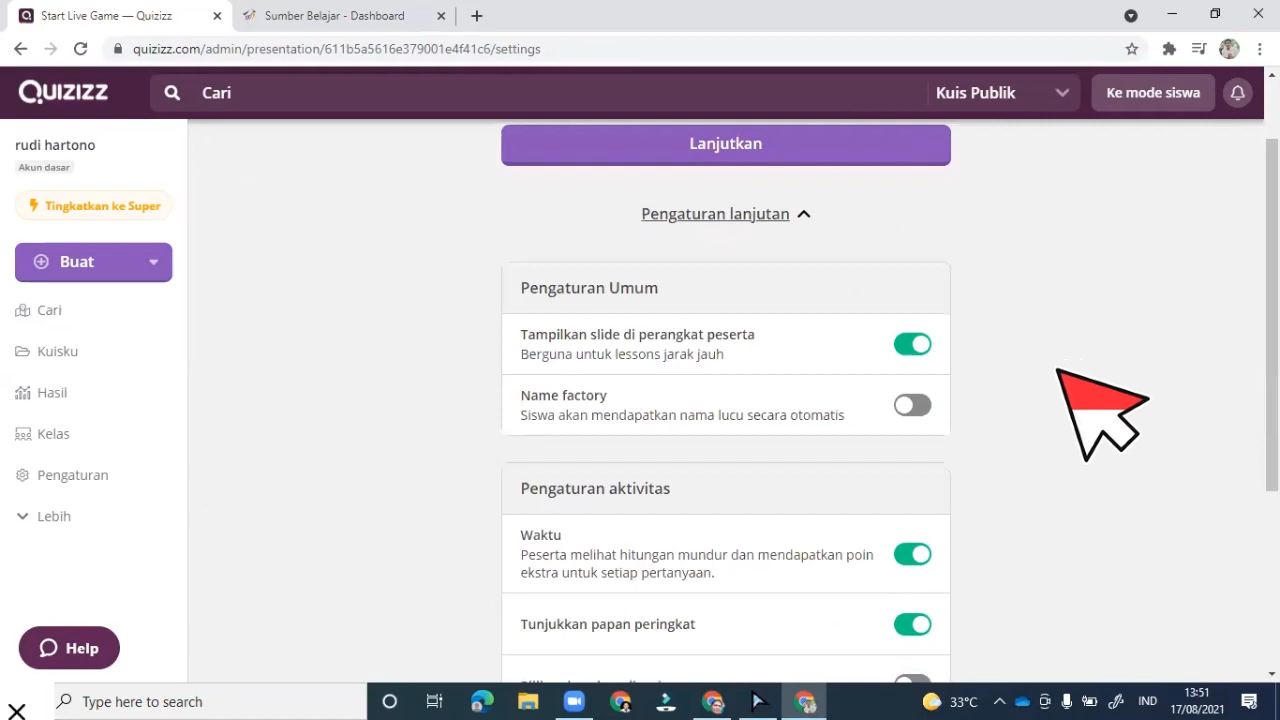 Start Live Game — Quizizz
Sumber Belajar - Dashboard
quizizz.com/admin/presentation/611b5a5616e379001e4f41c6/settings
QUIZIZZ
Cari
Kuis Publik
Ke mode siswa
rudi hartono
Akun dasar
Tingkatkan ke Super
Buat
Cari
Kuisku
Hasil
Kelas
Pengaturan
Lebih
Help
Lanjutkan
Pengaturan lanjutan
Pengaturan Umum
Tampilkan slide di perangkat peserta
Berguna untuk lessons jarak jauh
Name factory
Siswa akan mendapatkan nama lucu secara otomatis
Pengaturan aktivitas
Waktu
Peserta melihat hitungan mundur dan mendapatkan poin
ekstra untuk setiap pertanyaan.
Tunjukkan papan peringkat
Type here to search
33°C
IND
13:51
17/08/2021